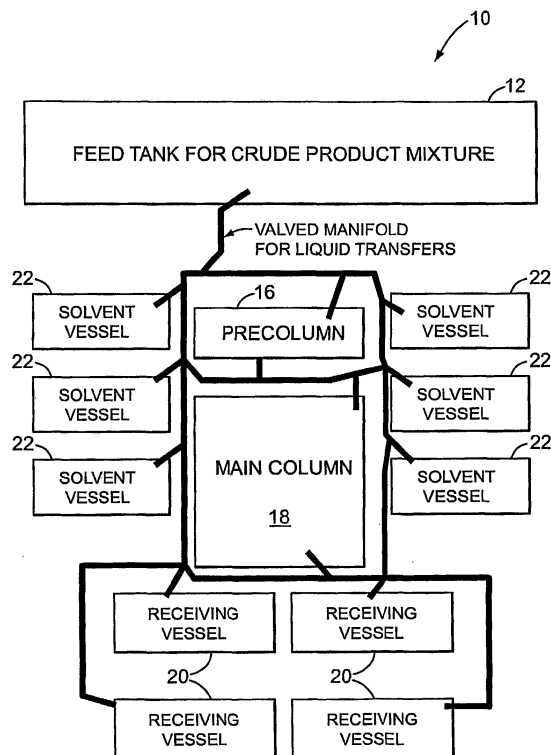 10
12
FEED TANK FOR CRUDE PRODUCT MIXTURE
VALVED MANIFOLD
FOR LIQUID TRANSFERS
22
SOLVENT
VESSEL
16
PRECOLUMN
22
SOLVENT
VESSEL
22
SOLVENT
VESSEL
22
SOLVENT
VESSEL
22
SOLVENT
VESSEL
MAIN COLUMN
18
22
SOLVENT
VESSEL
RECEIVING
VESSEL
RECEIVING
VESSEL
20
20
RECEIVING
VESSEL
RECEIVING
VESSEL